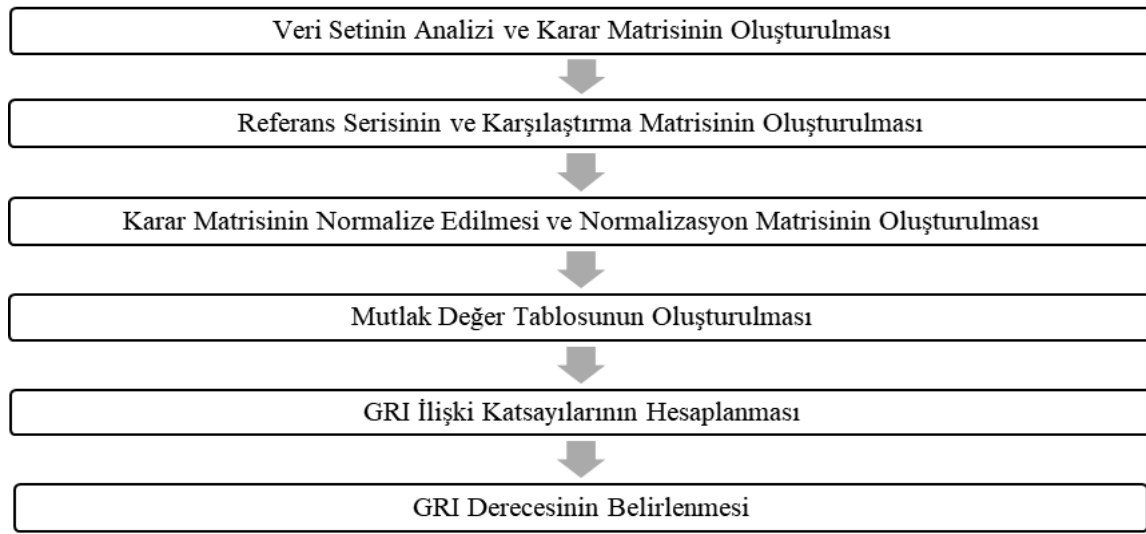 Veri Setinin Analizi ve Karar Matrisinin Oluşturulması
Referans Serisinin ve Karşılaştırma Matrisinin Oluşturulması
Karar Matrisinin Normalize Edilmesi ve Normalizasyon Matrisinin Oluşturulması
Mutlak Değer Tablosunun Oluşturulması
GRI İlişki Katsayılarının Hesaplanması
GRI Derecesinin Belirlenmesi